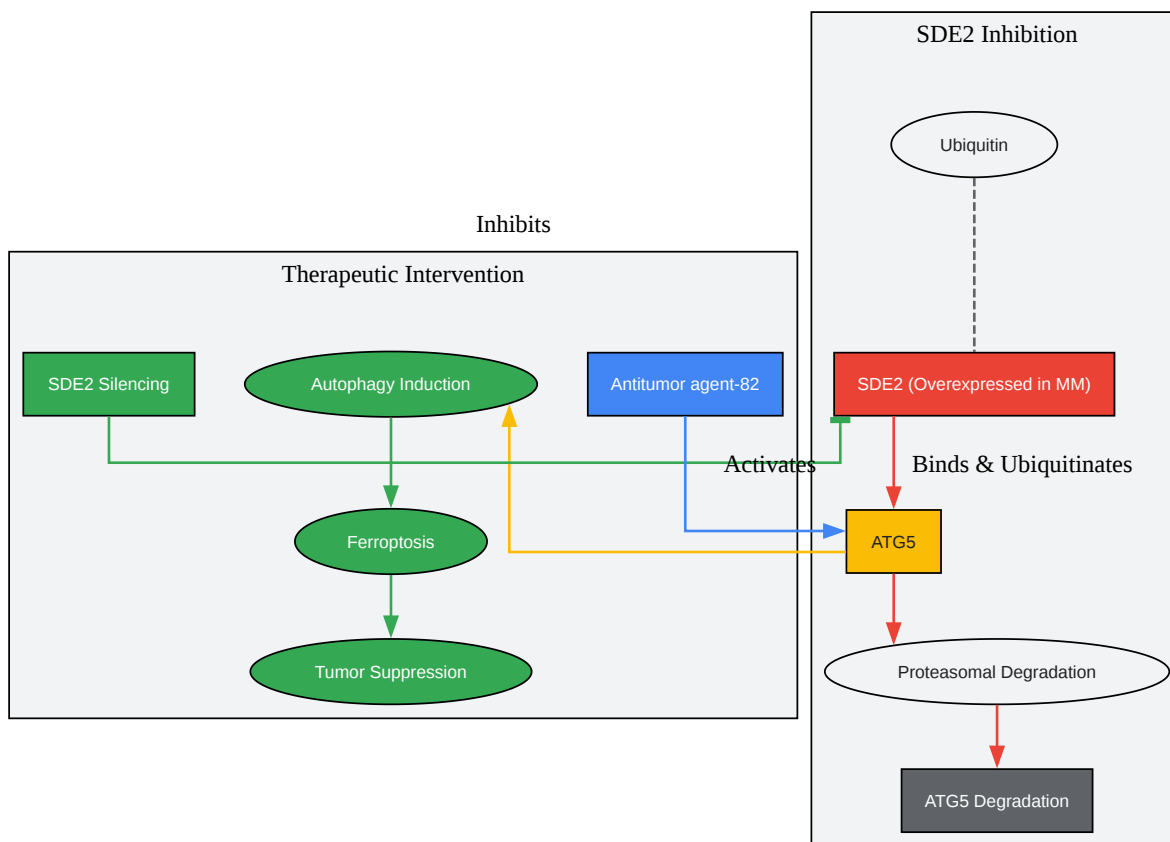 SDE2 Inhibition
Ubiquitin
Inhibits
Therapeutic Intervention
SDE2 Silencing
Autophagy Induction
Antitumor agent-82
SDE2 (Overexpressed in MM)
Activates
Binds & Ubiquitinates
Ferroptosis
ATG5
Tumor Suppression
Proteasomal Degradation
ATG5 Degradation